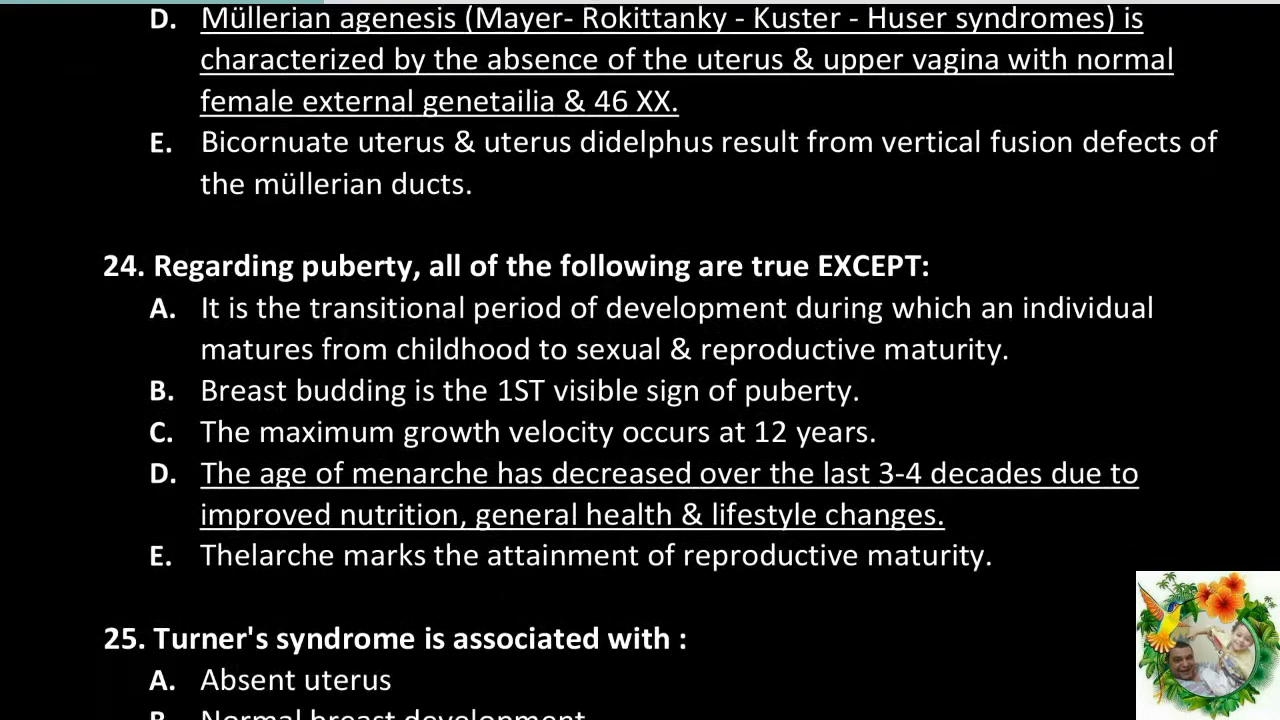 D. Müllerian agenesis (Mayer- Rokittanky - Kuster - Huser syndromes) is
characterized by the absence of the uterus & upper vagina with normal
female external genetailia & 46 XX.
E. Bicornuate uterus & uterus didelphus result from vertical fusion defects of
the müllerian ducts.
24. Regarding puberty, all of the following are true EXCEPT:
A. It is the transitional period of development during which an individual
matures from childhood to sexual & reproductive maturity.
B. Breast budding is the 1ST visible sign of puberty.
C. The maximum growth velocity occurs at 12 years.
D. The age of menarche has decreased over the last 3-4 decades due to
improved nutrition, general health & lifestyle changes.
E. Thelarche marks the attainment of reproductive maturity.
25. Turner's syndrome is associated with :
A. Absent uterus
B. Normal breast development